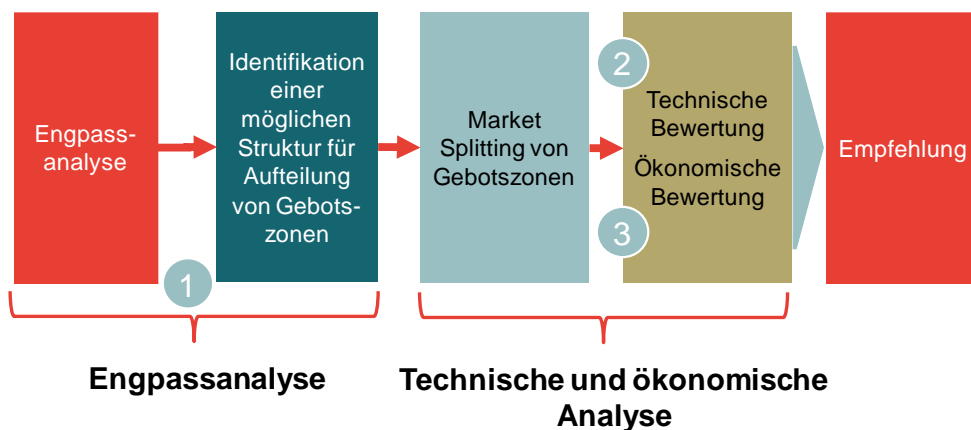 Engpass-
analyse
1
Identifikation
einer
möglichen
Struktur für
Aufteilung
von Gebots-
zonen
Market
Splitting von
Gebotszonen
2
Technische
Bewertung
Ökonomische
Bewertung
3
Empfehlung
Engpassanalyse
Technische und ökonomische
Analyse